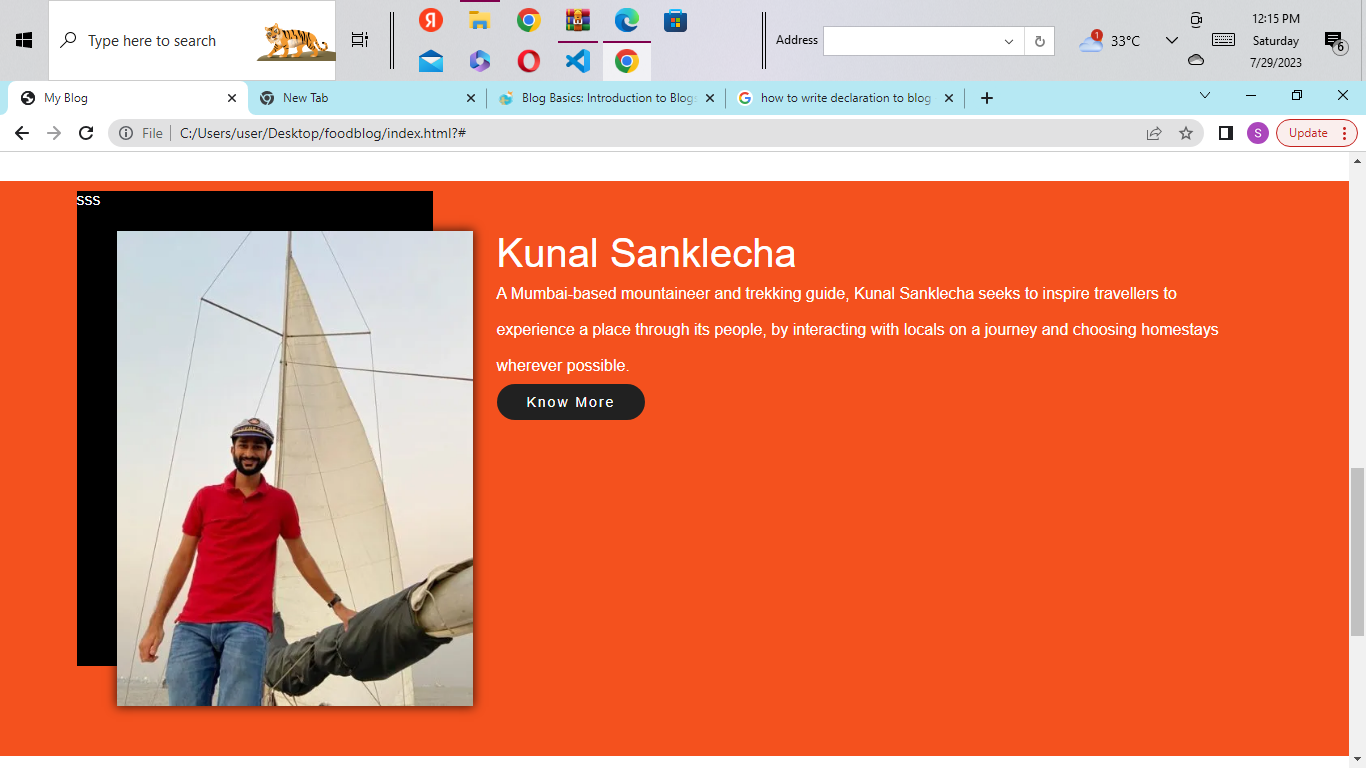 Type here to search
Я
Address
1
33°C
12:15 PM
Saturday
7/29/2023
6
My Blog
New Tab
Blog Basics: Introduction to Blogs
how to write declaration to blog
File
C:/Users/user/Desktop/foodblog/index.html?#
S
Update
sss
Kunal Sanklecha
A Mumbai-based mountaineer and trekking guide, Kunal Sanklecha seeks to inspire travellers to
experience a place through its people, by interacting with locals on a journey and choosing homestays
wherever possible.
Know More